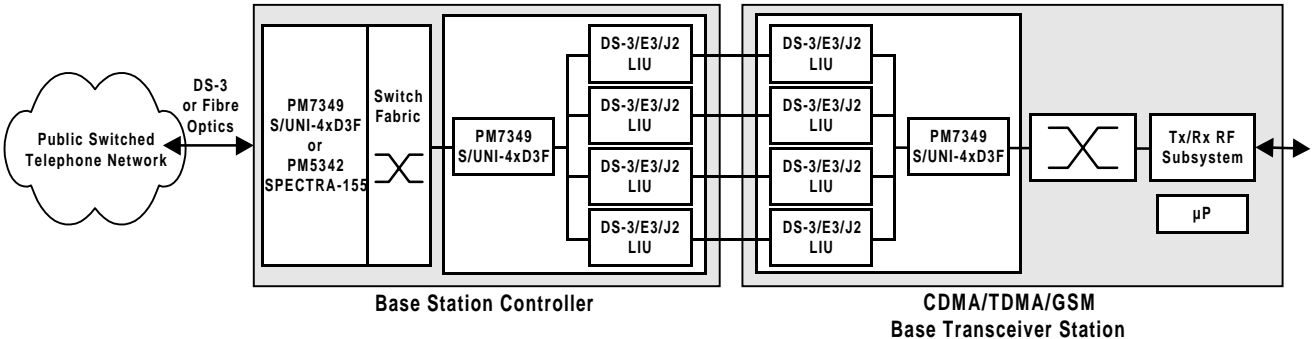 Public Switched
Telephone Network
DS-3
or Fibre
Optics
PM7349
S/UNI-4xD3F
or
PM5342
SPECTRA-155
Switch
Fabric
PM7349
S/UNI-4xD3F
DS-3/E3/J2
LIU
DS-3/E3/J2
LIU
DS-3/E3/J2
LIU
DS-3/E3/J2
LIU
Base Station Controller
DS-3/E3/J2
LIU
DS-3/E3/J2
LIU
DS-3/E3/J2
LIU
DS-3/E3/J2
LIU
PM7349
S/UNI-4xD3F
Tx/Rx RF
Subsystem
µP
CDMA/TDMA/GSM
Base Transceiver Station